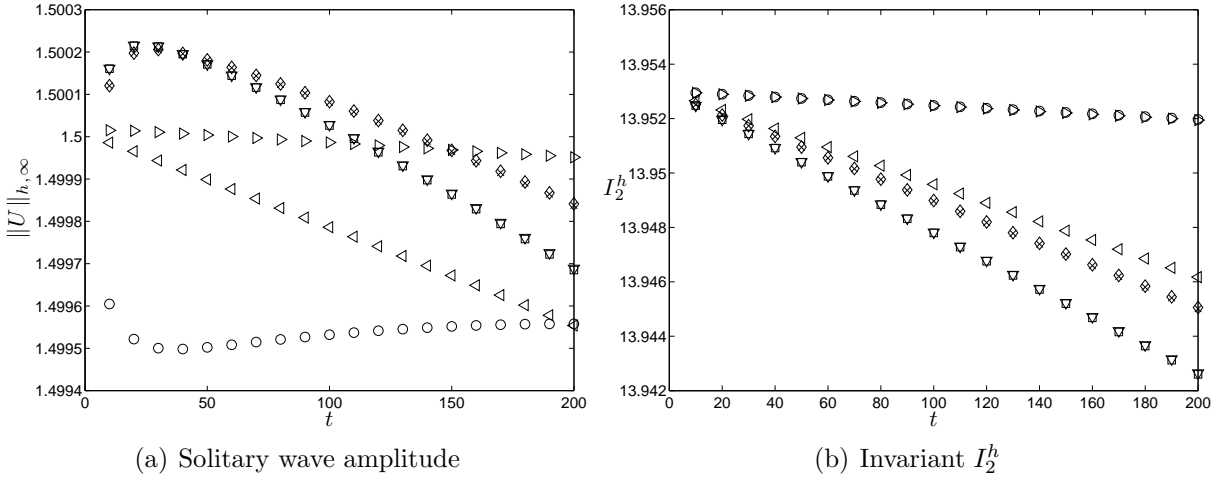 1.5003
1.5002
1.5001
1.5
1.4999
1.4998
1.4997
1.4996
1.4995
1.4994
||U||h,∞
0 50 100 150 200
t
(a) Solitary wave amplitude
13.956
13.954
13.952
13.95
13.948
13.946
13.944
13.942
I₂ʰ
0 20 40 60 80 100 120 140 160 180 200
t
(b) Invariant I₂ʰ